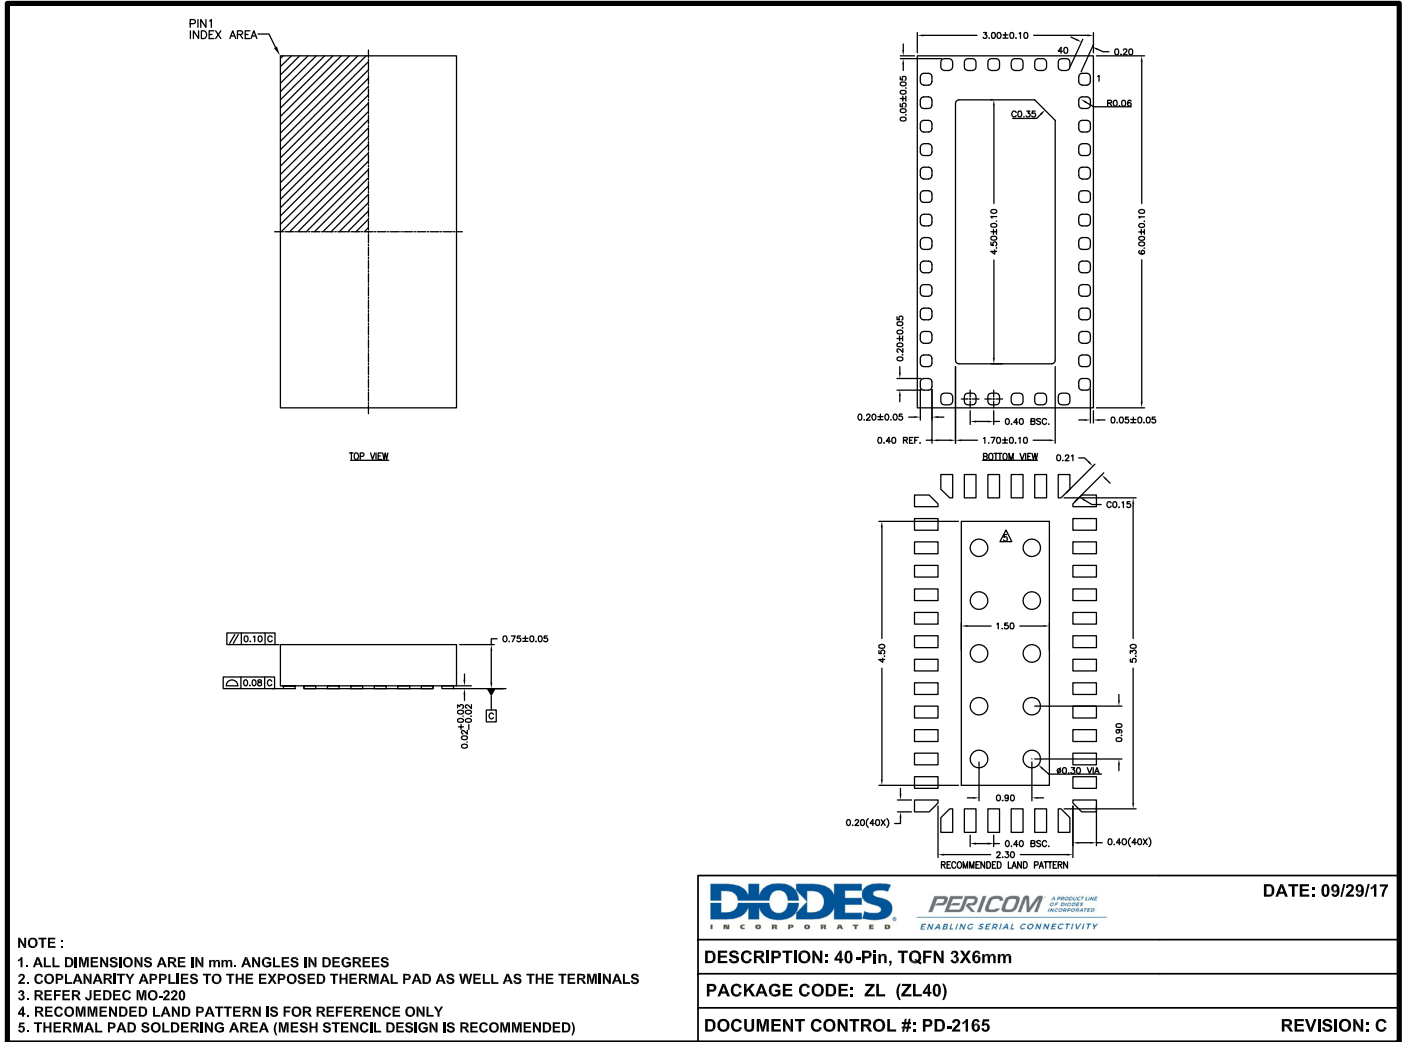 PIN1
INDEX AREA
TOP VIEW
3.00±0.10
40
0.20
1
0.05±0.05
R0.06
C0.35
4.50±0.10
6.00±0.10
0.20±0.05
0.20±0.05
0.40 BSC.
0.05±0.05
0.40 REF.
1.70±0.10
BOTTOM VIEW
0.21
C0.15
5
1.50
4.50
5.30
0.90
ø0.30 VIA
0.90
0.20(40X)
0.40 BSC.
0.40(40X)
2.30
RECOMMENDED LAND PATTERN
// 0.10 C
0.08 C
0.75±0.05
0.02+0.03
-0.02
C
NOTE :
1. ALL DIMENSIONS ARE IN mm. ANGLES IN DEGREES
2. COPLANARITY APPLIES TO THE EXPOSED THERMAL PAD AS WELL AS THE TERMINALS
3. REFER JEDEC MO-220
4. RECOMMENDED LAND PATTERN IS FOR REFERENCE ONLY
5. THERMAL PAD SOLDERING AREA (MESH STENCIL DESIGN IS RECOMMENDED)
DIODES
INCORPORATED
PERICOM
A PRODUCT LINE
OF DIODES
INCORPORATED
ENABLING SERIAL CONNECTIVITY
DATE: 09/29/17
DESCRIPTION: 40-Pin, TQFN 3X6mm
PACKAGE CODE: ZL (ZL40)
DOCUMENT CONTROL #: PD-2165
REVISION: C